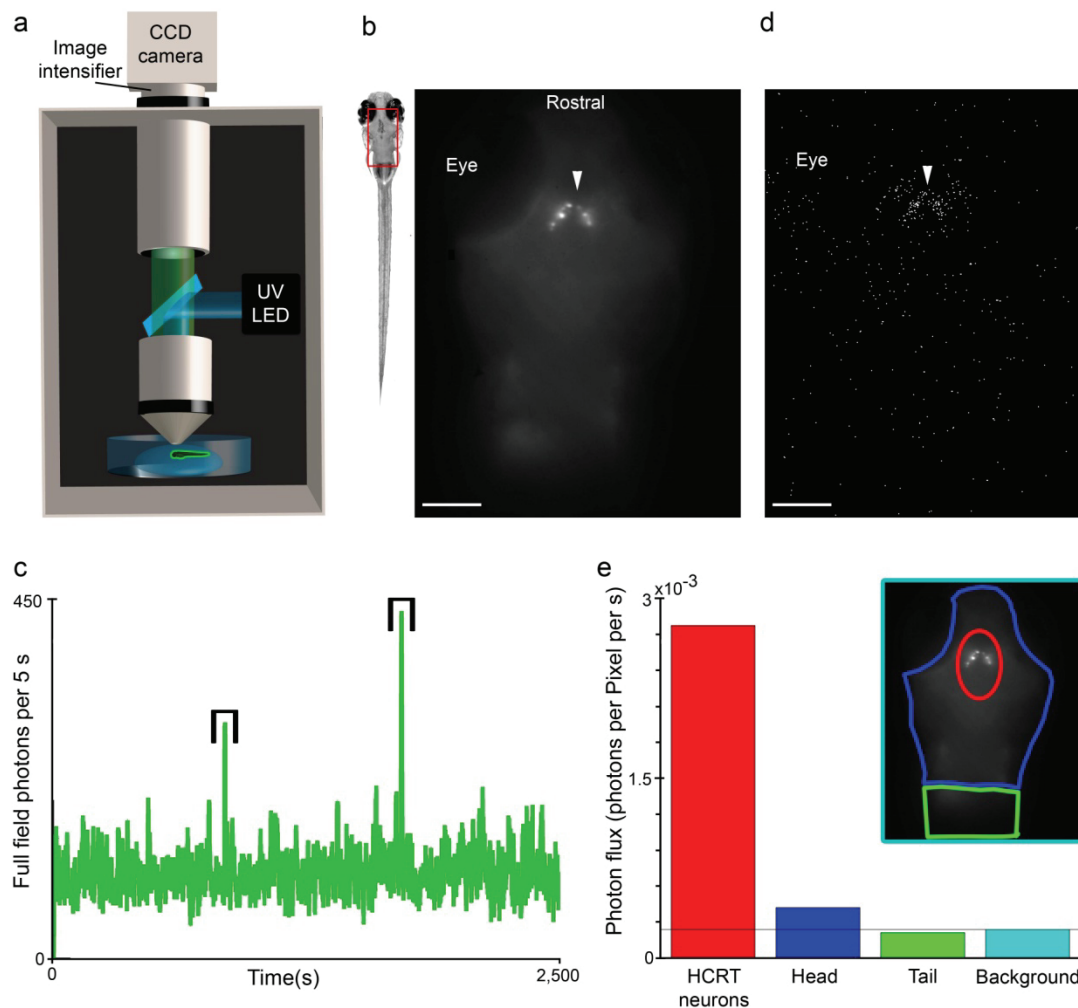 a
CCD
camera
Image
intensifier
UV
LED
b
Rostral
Eye
d
Eye
c
450
Full field photons per 5 s
0
0
Time(s)
2,500
e
×10⁻³
3
Photon flux (photons per Pixel per s)
1.5
0
HCRT
neurons
Head
Tail
Background